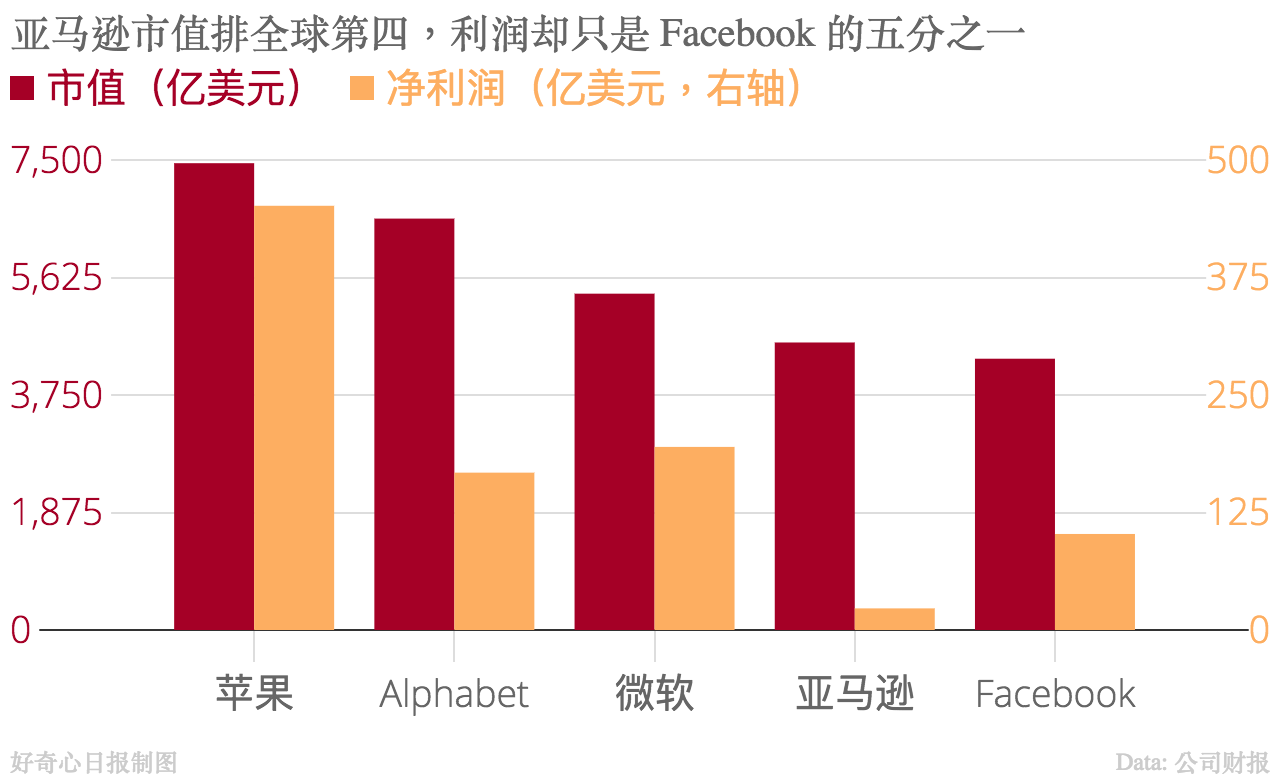 亚马逊市值排全球第四，利润却只是 Facebook 的五分之一
市值（亿美元） 净利润（亿美元，右轴）
7,500 500
5,625 375
3,750 250
1,875 125
0 0
苹果 Alphabet 微软 亚马逊 Facebook
好奇心日报制图 Data: 公司财报